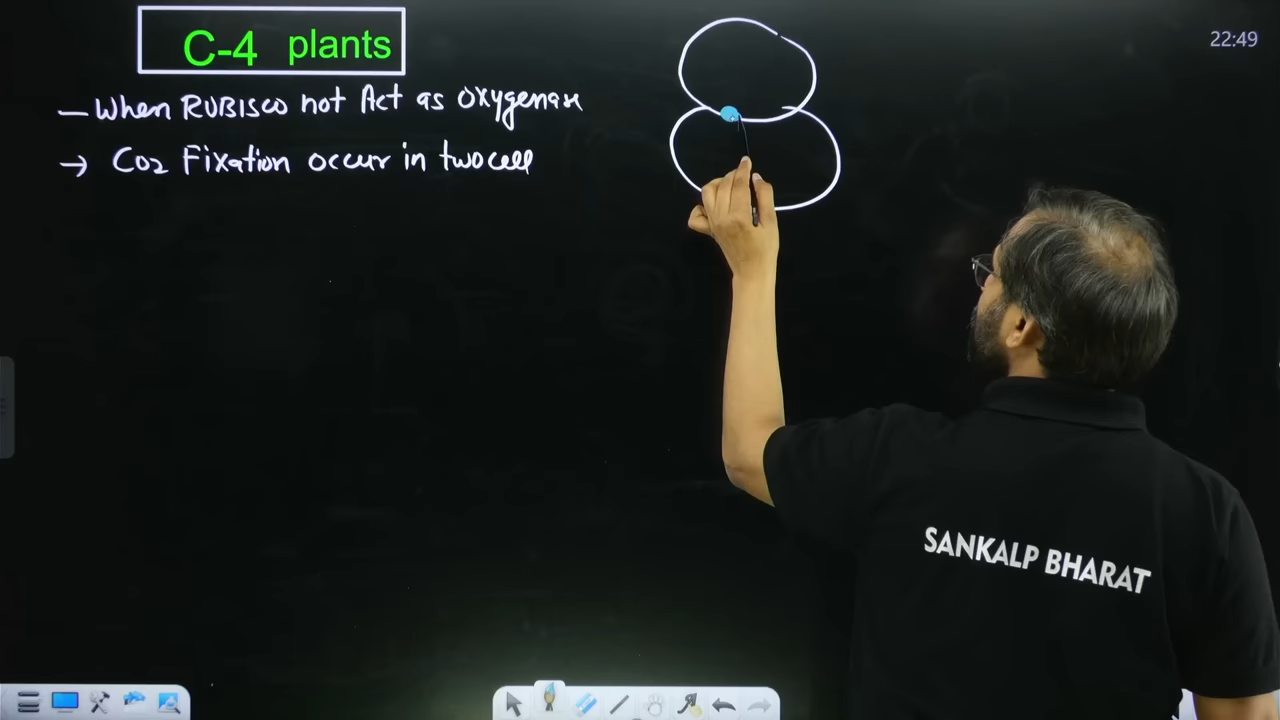 C-4 plants
22:49
— When RUBISCO not Act as Oxygenase
→ CO2 Fixation occur in two cell
SANKALP BHARAT